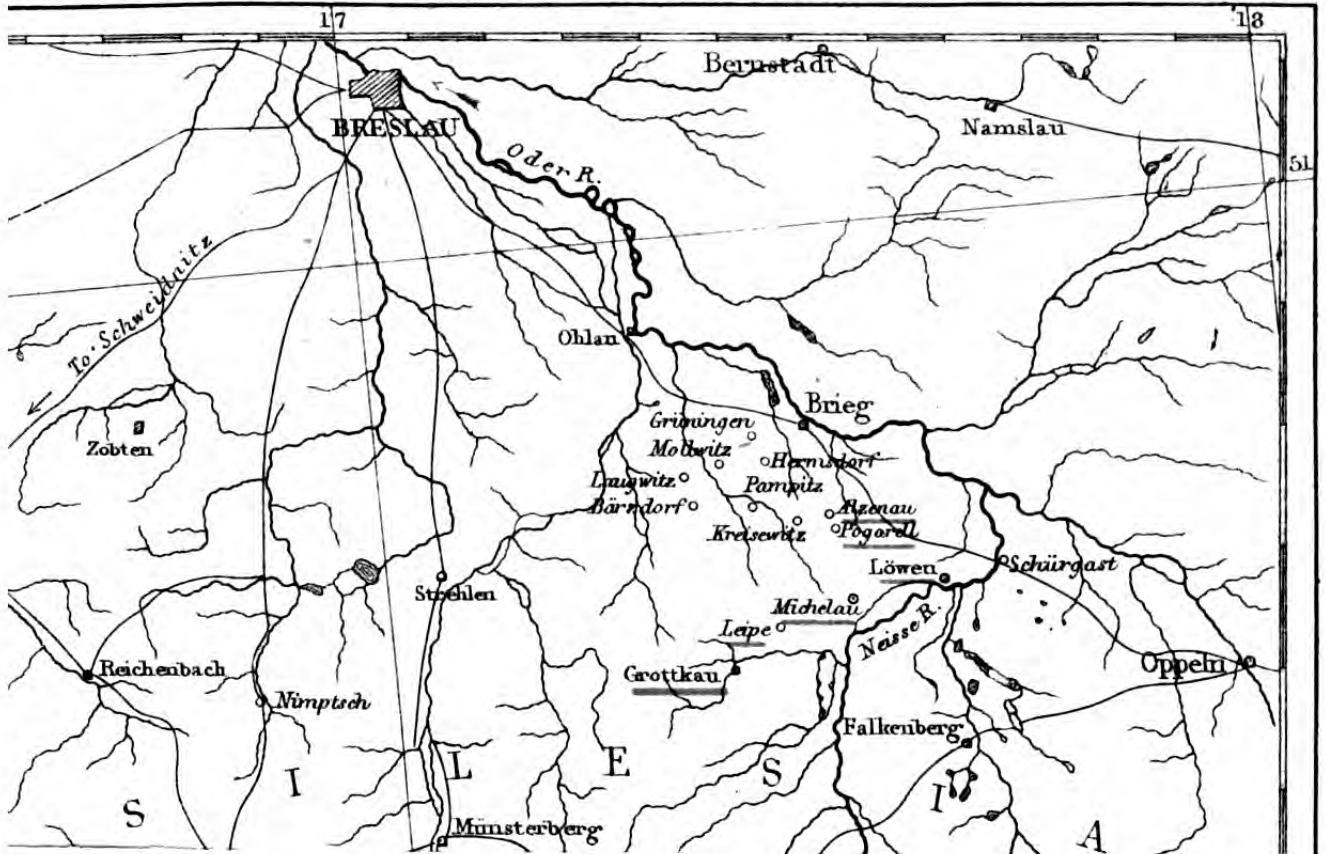 17
18
Bernstadt
BRESLAU
Namslau
Oder R.
51
To Schweidnitz
Ohlau
Brieg
Grüningen
Zobten
Mollwitz
Hermsdorf
Laugwitz
Pampitz
Bärzdorf
Alzenau
Kreisewitz
Pogarell
Löwen
Schürgast
Strehlen
Michelau
Leipe
Neisse R.
Reichenbach
Grottkau
Oppeln
Nimptsch
Falkenberg
S I L E S I A
Münsterberg